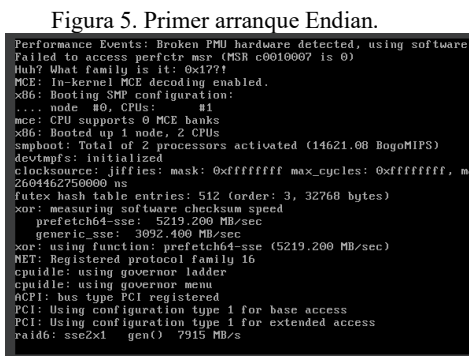 Figura 5. Primer arranque Endian.
Performance Events: Broken PMU hardware detected, using software
Failed to access perfctr msr (MSR c0010007 is 0)
Huh? What family is it: 0x17?!
MCE: In-kernel MCE decoding enabled.
x86: Booting SMP configuration:
.... node  #0, CPUs:      #1
mce: CPU supports 0 MCE banks
x86: Booted up 1 node, 2 CPUs
smpboot: Total of 2 processors activated (14621.08 BogoMIPS)
devtmpfs: initialized
clocksource: jiffies: mask: 0xffffffff max_cycles: 0xffffffff, m
2604462750000 ns
futex hash table entries: 512 (order: 3, 32768 bytes)
xor: measuring software checksum speed
   prefetch64-sse:  5219.200 MB/sec
   generic_sse:  3092.400 MB/sec
xor: using function: prefetch64-sse (5219.200 MB/sec)
NET: Registered protocol family 16
cpuidle: using governor ladder
cpuidle: using governor menu
ACPI: bus type PCI registered
PCI: Using configuration type 1 for base access
PCI: Using configuration type 1 for extended access
raid6: sse2x1   gen()  7915 MB/s